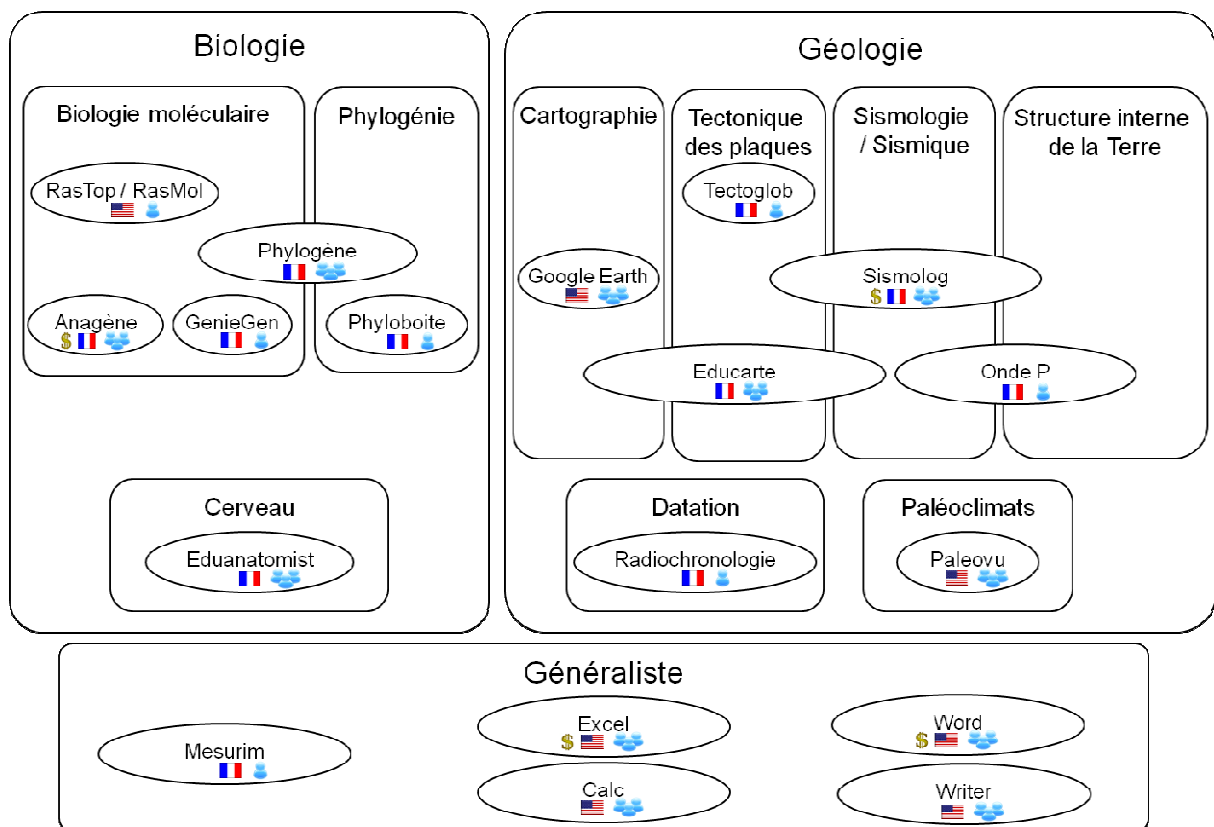 Biologie
Biologie moléculaire
RasTop / RasMol
Phylogénie
Phylogène
Anagène
$
GenieGen
Phyloboite
Cerveau
Eduanatomist
Géologie
Cartographie
Tectonique
des plaques
Sismologie
/ Sismique
Structure interne
de la Terre
Tectoglob
Google Earth
Sismolog
$
Educarte
Onde P
Datation
Radiochronologie
Paléoclimats
Paleovu
Généraliste
Mesurim
Excel
$
Word
$
Calc
Writer